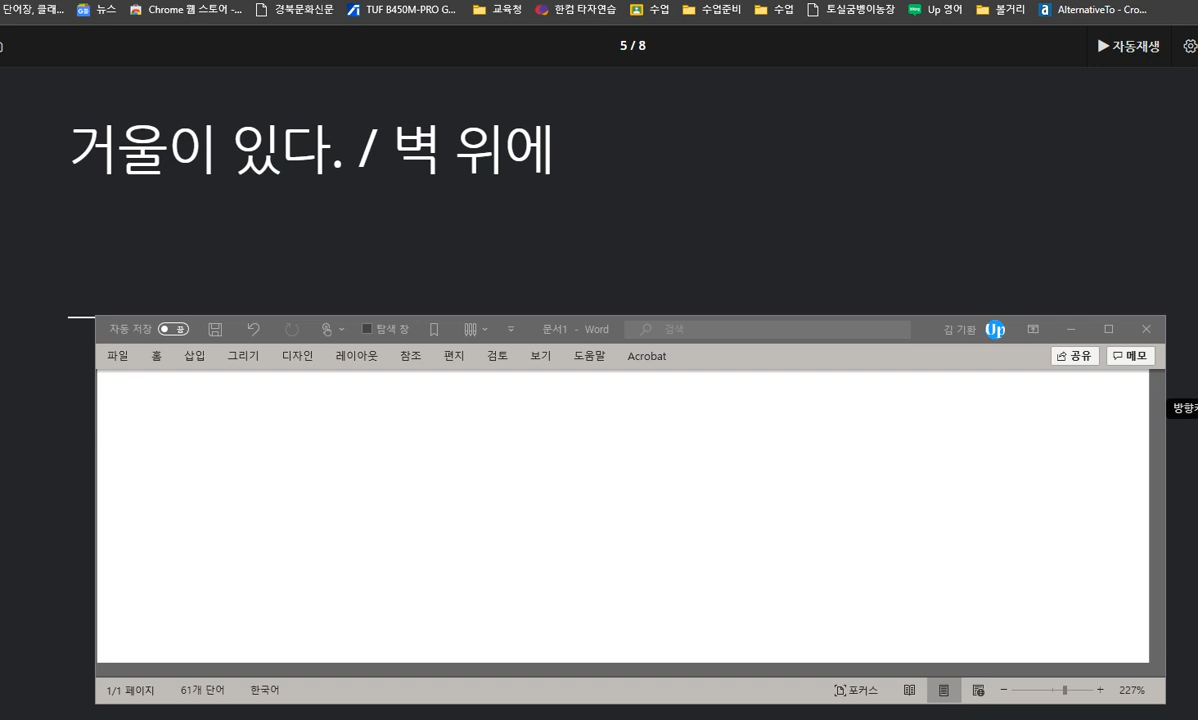 단어장, 클래... 뉴스 Chrome 웹 스토어 -... 경북문화신문 TUF B450M-PRO G... 교육청 한컴 타자연습 수업 수업준비 수업 토실굼벵이농장 Up 영어 볼거리 AlternativeTo - Cro...
5 / 8 자동재생
거울이 있다. / 벽 위에
자동 저장 끔 탐색 창 문서1 - Word 검색 김 기환 Up
파일 홈 삽입 그리기 디자인 레이아웃 참조 편지 검토 보기 도움말 Acrobat 공유 메모
방향키
1/1 페이지 61개 단어 한국어 포커스 227%